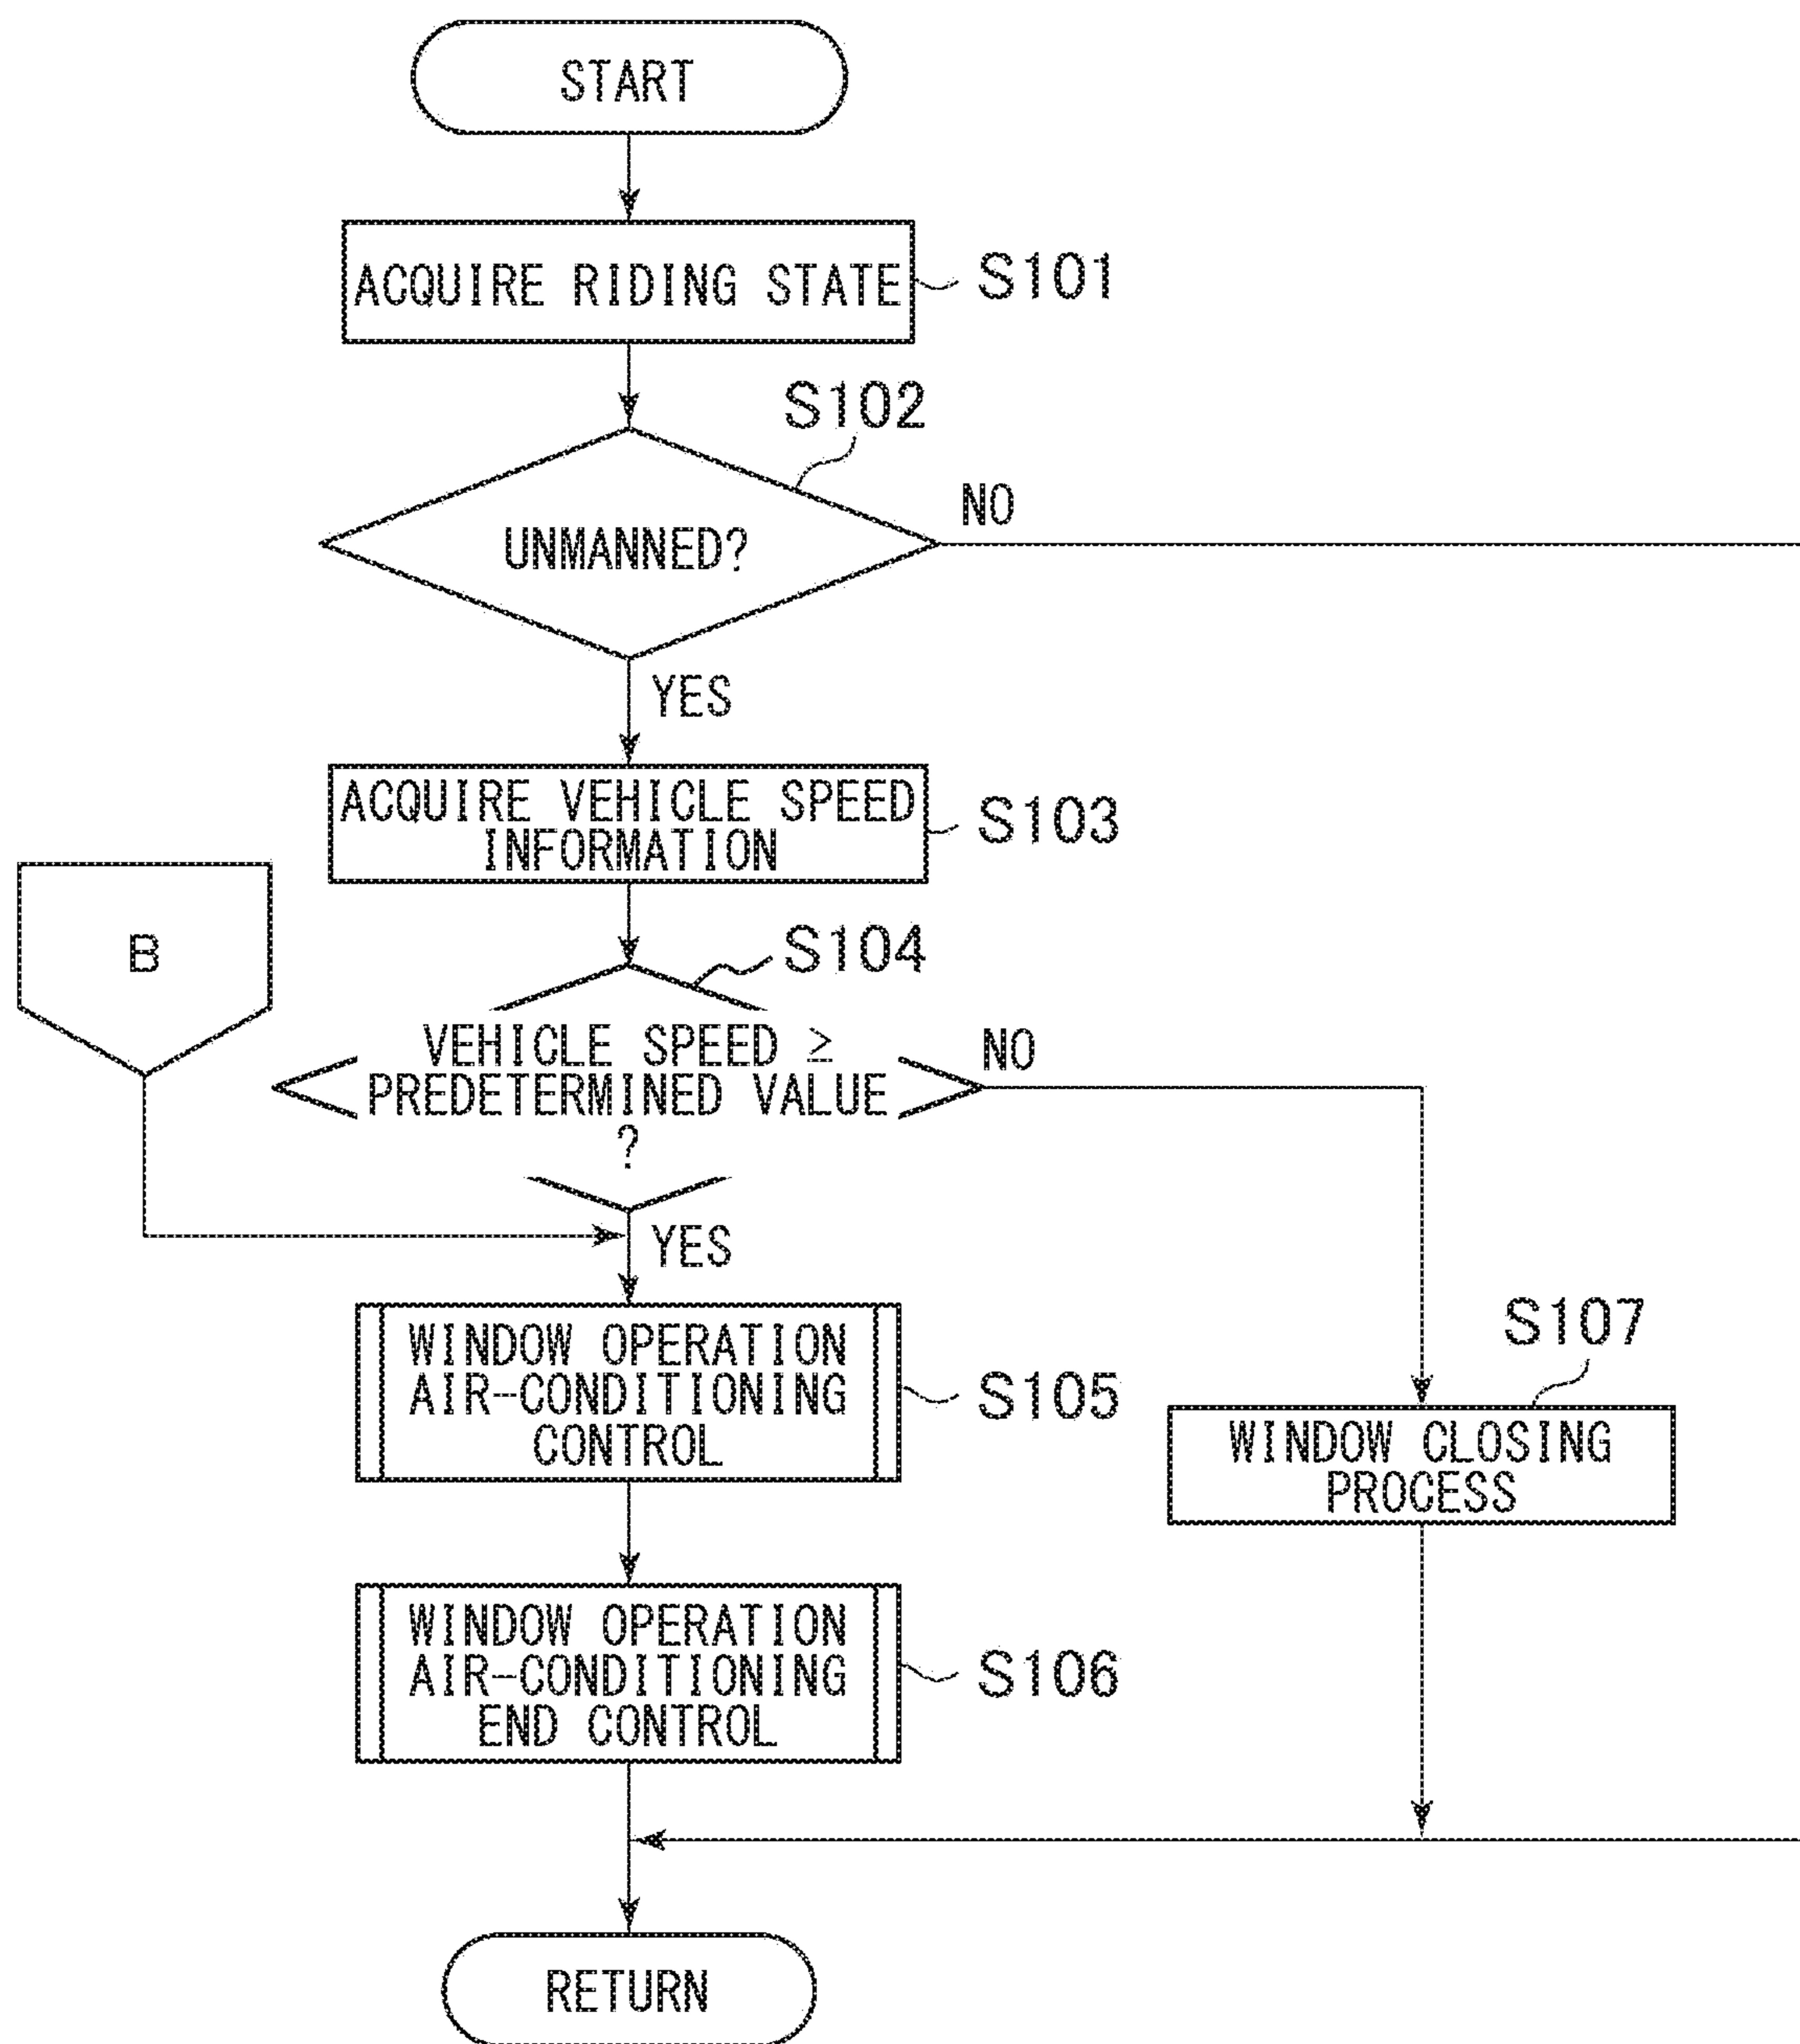 START
ACQUIRE RIDING STATE
S101
S102
UNMANNED?
NO
YES
ACQUIRE VEHICLE SPEED
INFORMATION
S103
B
S104
VEHICLE SPEED ≥
PREDETERMINED VALUE
?
NO
YES
WINDOW OPERATION
AIR-CONDITIONING
CONTROL
S105
S107
WINDOW CLOSING
PROCESS
WINDOW OPERATION
AIR-CONDITIONING
END CONTROL
S106
RETURN